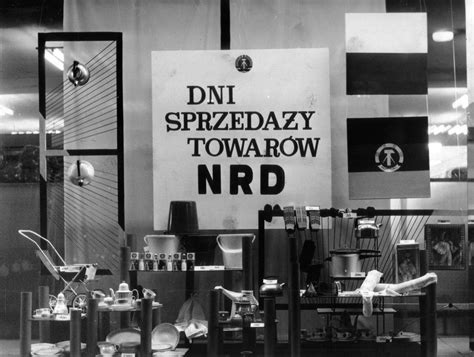 DNI
SPRZEDAŻY
TOWARÓW
NRD